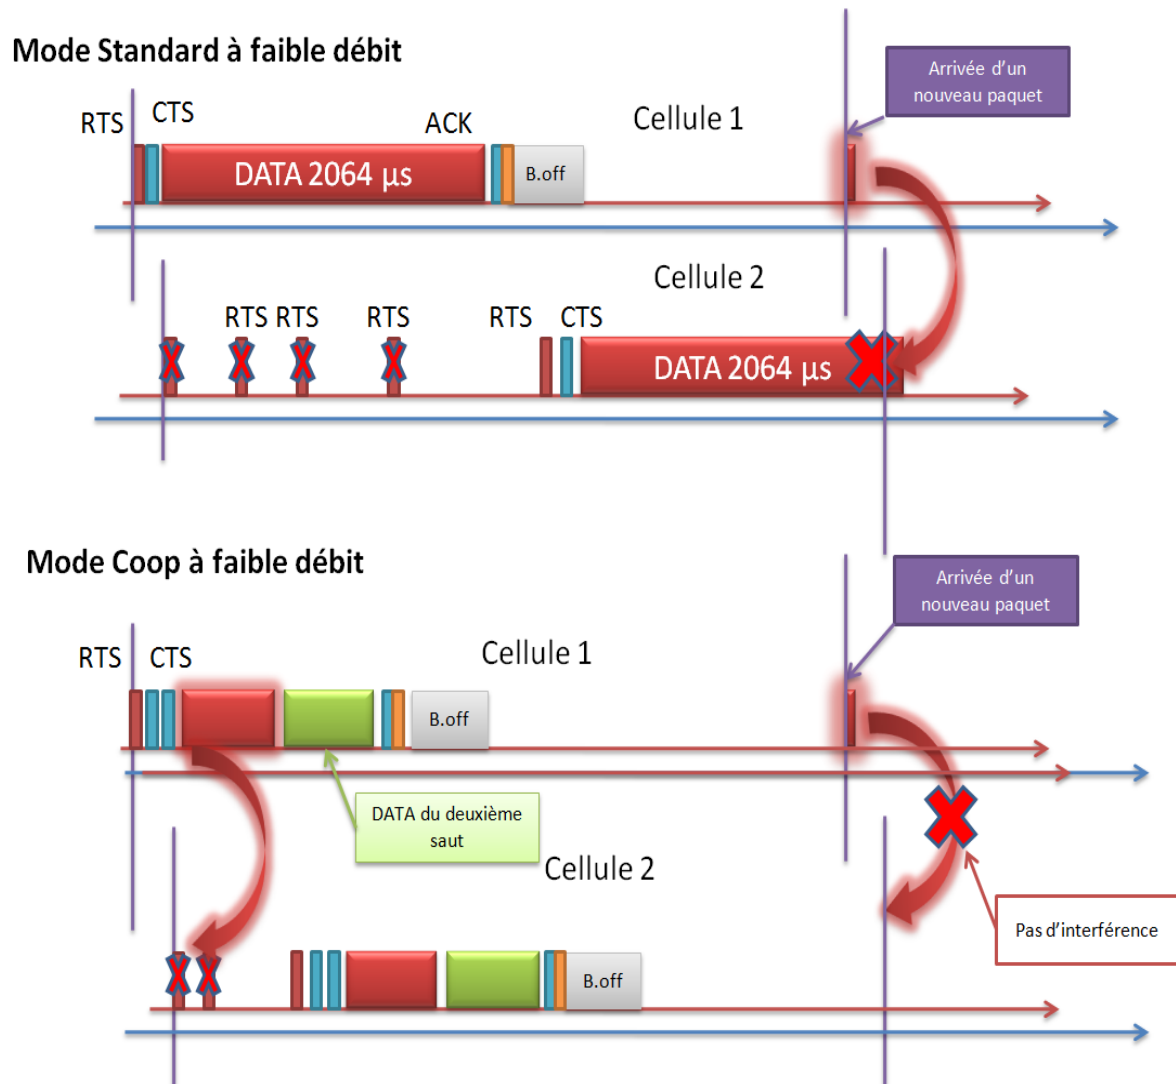 Mode Standard à faible débit
Arrivée d'un
nouveau paquet
RTS
CTS
ACK
Cellule 1
DATA 2064 µs
B.off
Cellule 2
RTS RTS
RTS
RTS
CTS
DATA 2064 µs
Mode Coop à faible débit
Arrivée d'un
nouveau paquet
RTS
CTS
Cellule 1
B.off
DATA du deuxième
saut
Cellule 2
Pas d'interférence
B.off